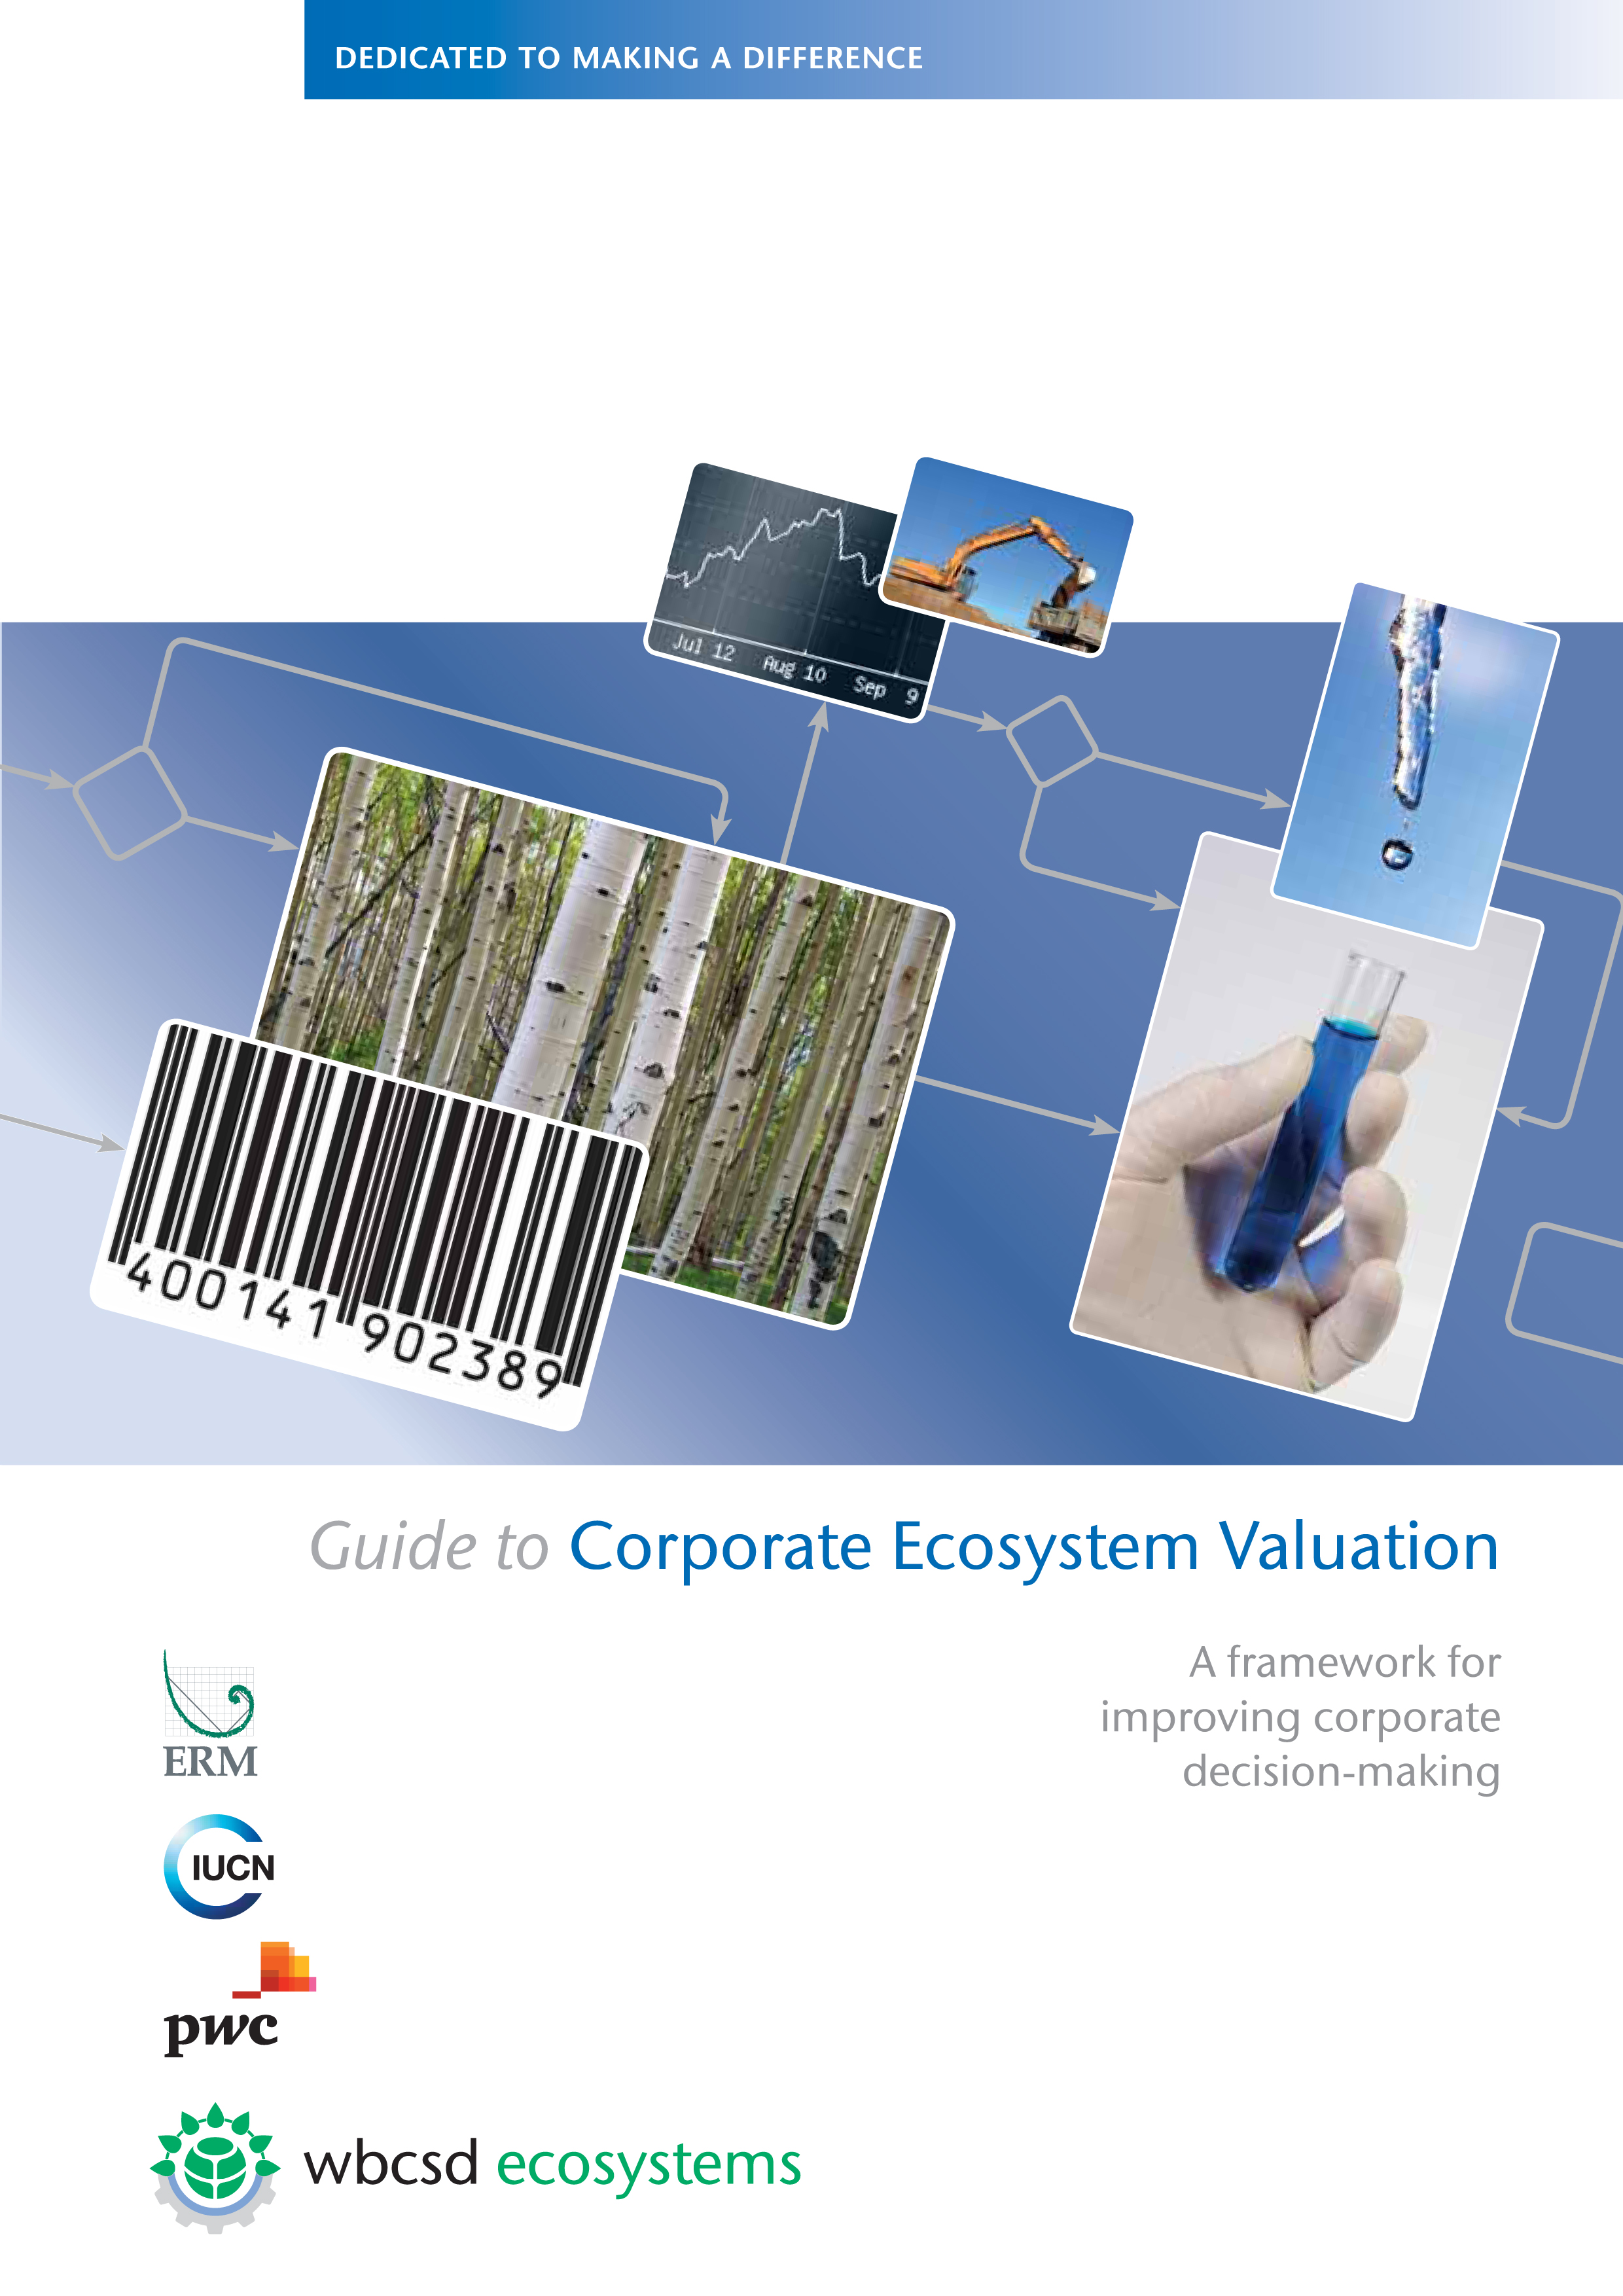 DEDICATED TO MAKING A DIFFERENCE
Jul 12 Aug 10 Sep 9
400141 902389
Guide to Corporate Ecosystem Valuation
A framework for
improving corporate
decision-making
ERM
IUCN
pwc
wbcsd ecosystems